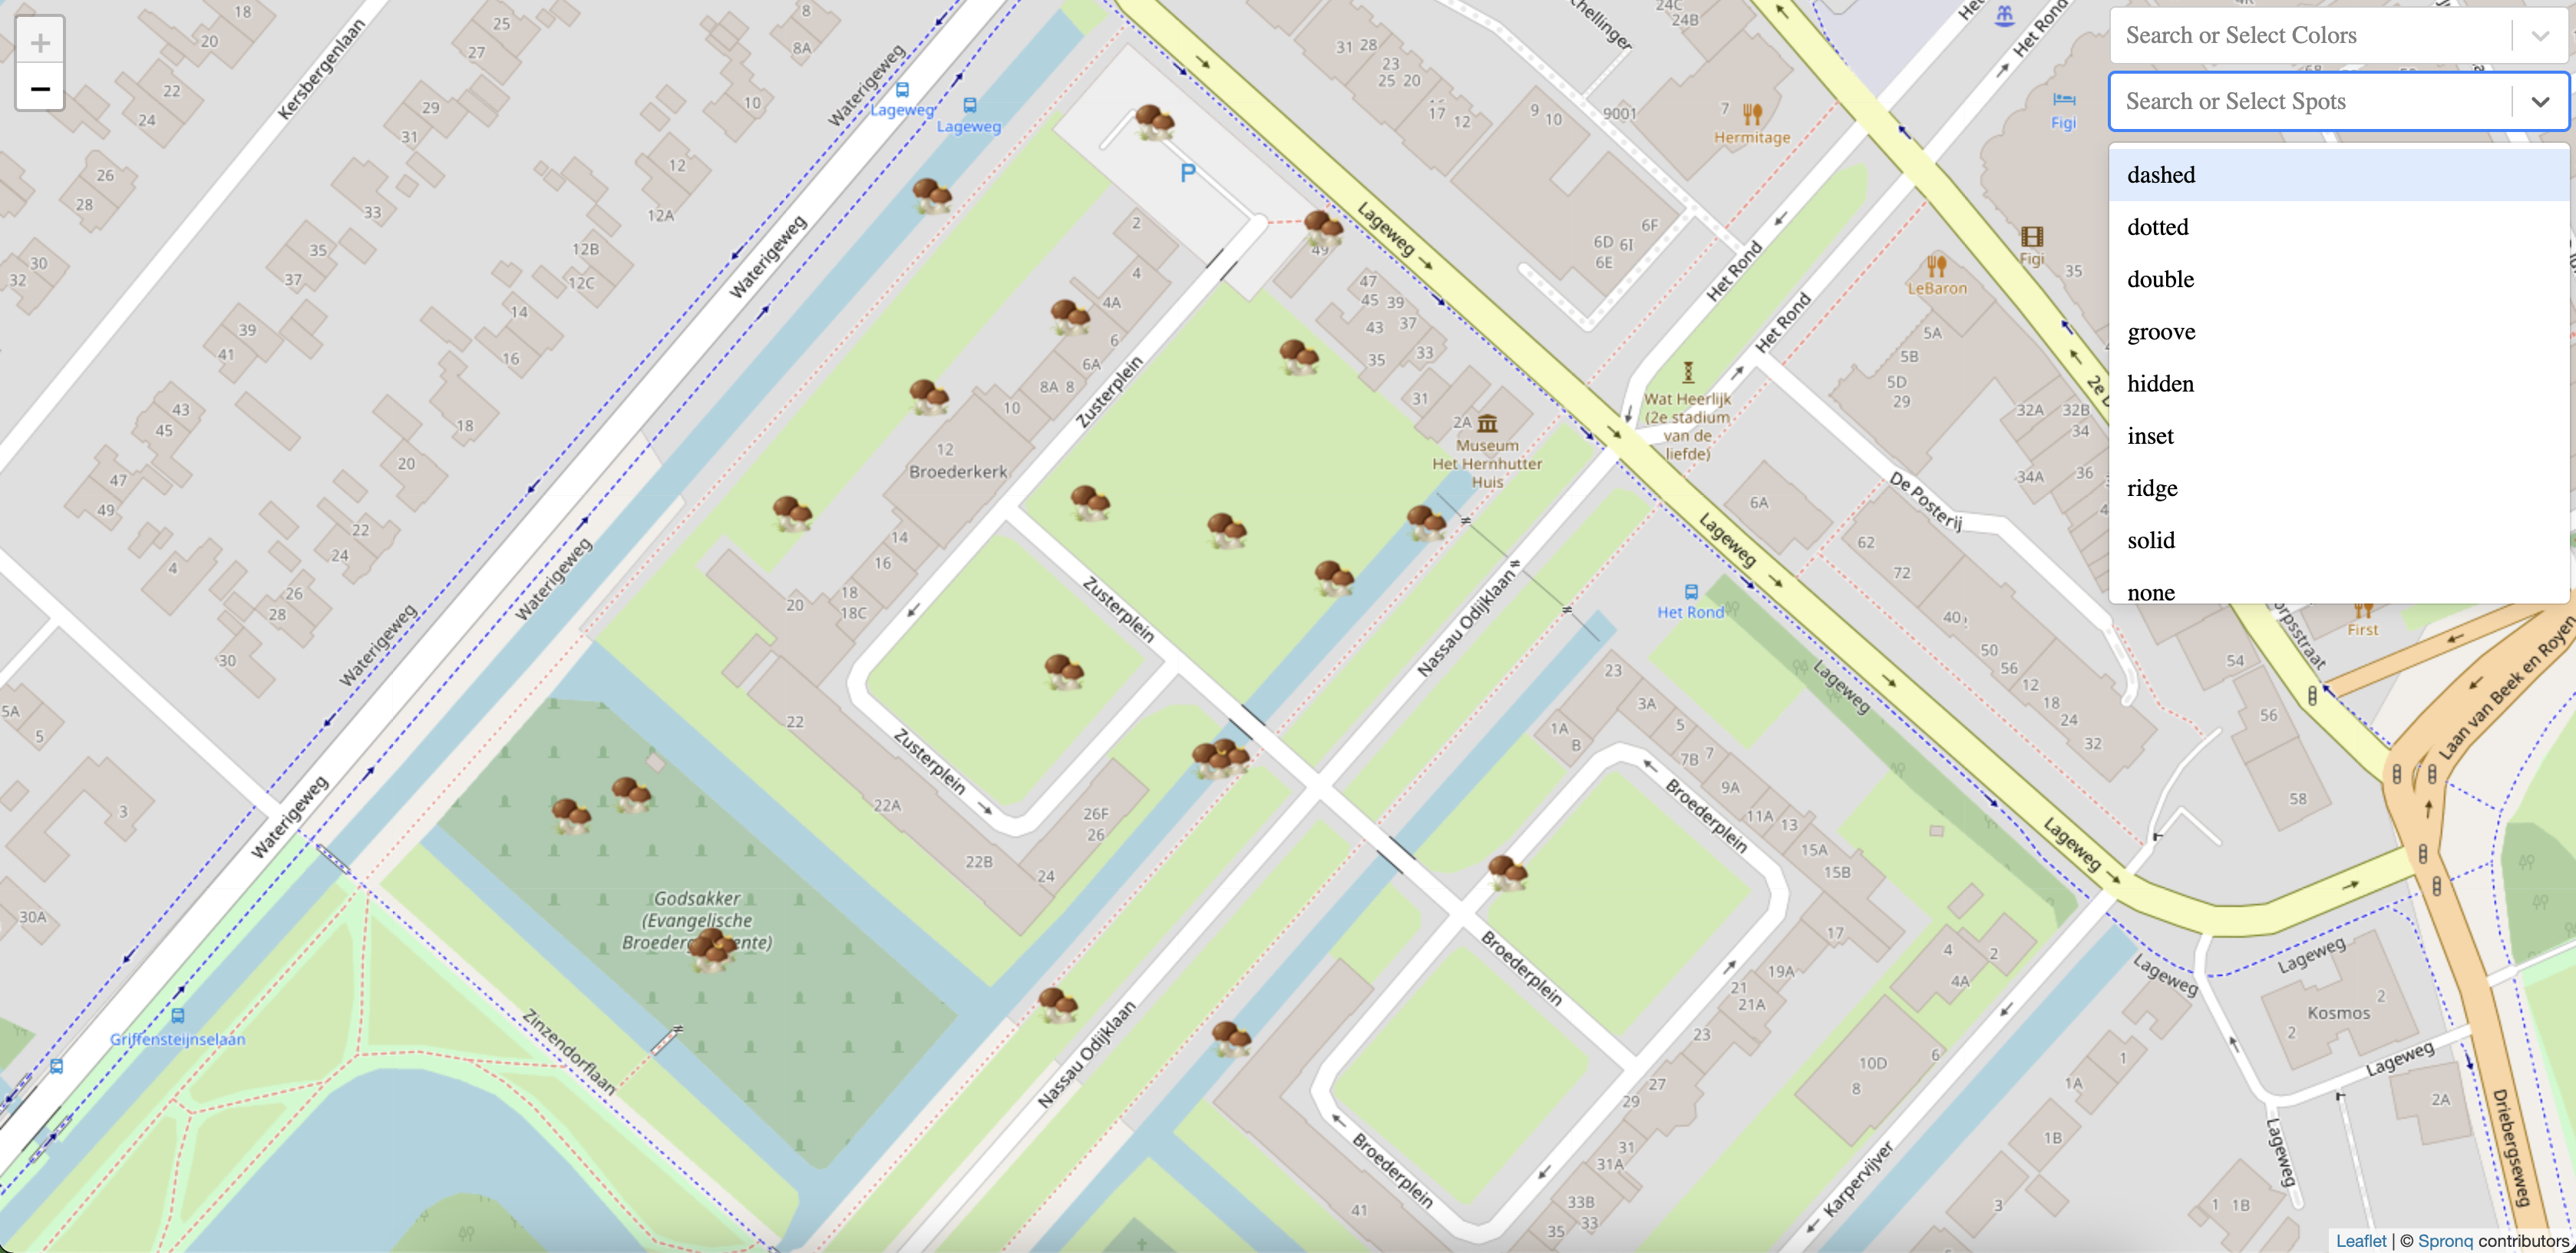 +
−
Search or Select Colors
Search or Select Spots
dashed
dotted
double
groove
hidden
inset
ridge
solid
none
Kersbergenlaan
Waterigeweg
Lageweg
Lageweg
Waterigeweg
Waterigeweg
Waterigeweg
Waterigeweg
Griffensteijnselaan
Zinzendorflaan
Godsakker
(Evangelische
P
Zusterplein
Broederkerk
Zusterplein
Zusterplein
Lageweg
Hermitage
Het Rond
Het Rond
Het Rond
Figi
Figi
LeBaron
Museum
Het Hernhutter
Huis
Wat Heerlijk
(2e stadium
van de
liefde)
De Posterij
Lageweg
Het Rond
Lageweg
Lageweg
Nassau Odijklaan
Nassau Odijklaan
Broederplein
Broederplein
Broederplein
Karpervijver
Lageweg
Lageweg
Lageweg
Lageweg
Kosmos
First
Laan van Beek en Royen
Driebergseweg
18
20
22
24
26
28
30
32
25
27
29
31
33
35
37
39
41
43
45
47
49
8
8A
10
12
12A
12B
12C
14
16
18
20
22
24
26
28
4
30
5A
5
3
30A
2
4
4A
6
6A
8A 8
10
12
14
16
18
18C
20
22
22A
22B
24
26F
26
49
47
45 39
43 37
35
33
31
2A
31 28
23
25 20
17
12
24B
9
10
9001
7
6F
6D 6I
6E
5A
5B
5D
29
35
32A
32B
34
34A
36
6A
62
72
40
50
56
12
18
24
32
54
56
58
23
3A
1A
B
5
7
7B
9A
11A
13
15A
15B
17
19A
21
21A
23
27
29
31
31A
33B
33
35
41
4
2
4A
10D
8
6
1
1A
1B
3
1 1B
2
2
2A
Leaflet | © Spronq contributors